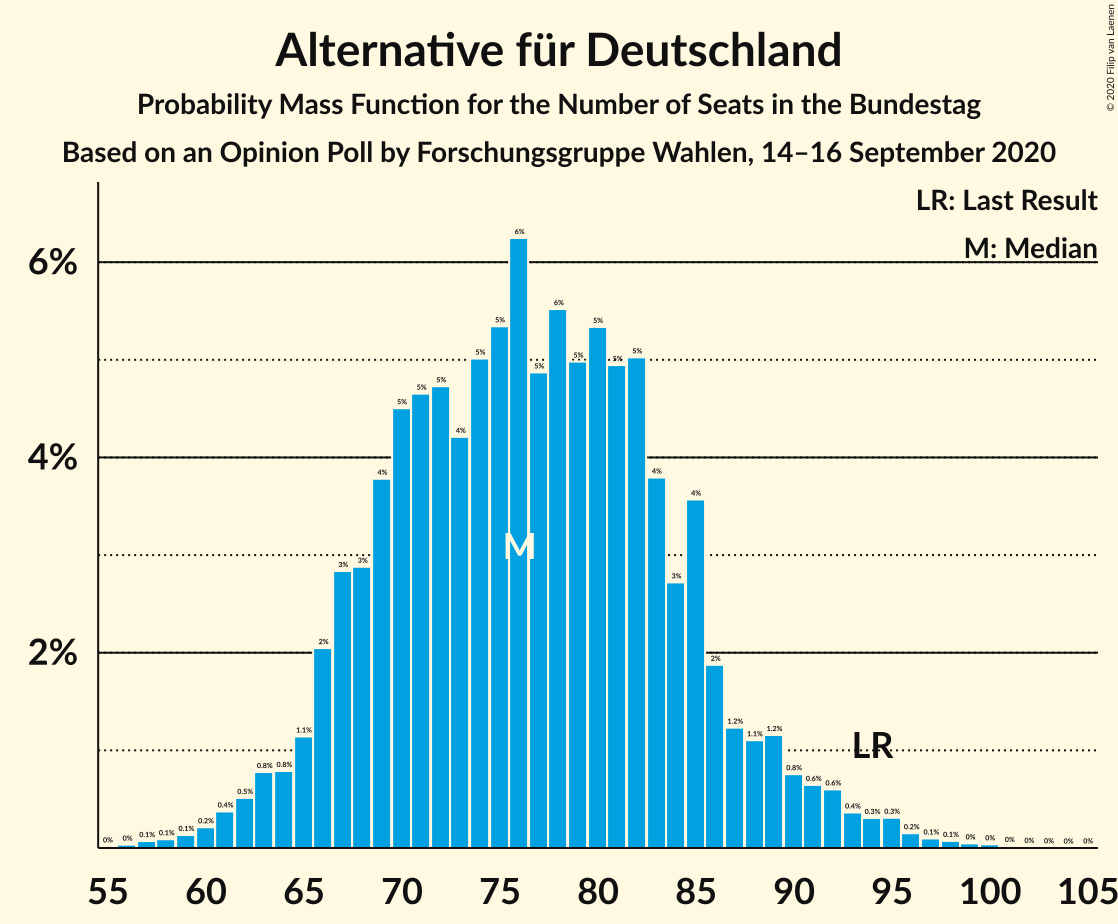 Alternative für Deutschland
Probability Mass Function for the Number of Seats in the Bundestag
Based on an Opinion Poll by Forschungsgruppe Wahlen, 14–16 September 2020
© 2020 Filip van Laenen
LR: Last Result
M: Median
6%
4%
2%
0% 0% 0.1% 0.1% 0.1% 0.2% 0.4% 0.5% 0.8% 0.8% 1.1% 2% 3% 3% 4% 5% 5% 5% 4% 5% 5% 6% 5% 6% 5% 5% 5% 5% 4% 3% 4% 2% 1.2% 1.1% 1.2% 0.8% 0.6% 0.6% 0.4% 0.3% 0.3% 0.2% 0.1% 0.1% 0% 0% 0% 0% 0% 0% 0%
M
LR
55 60 65 70 75 80 85 90 95 100 105